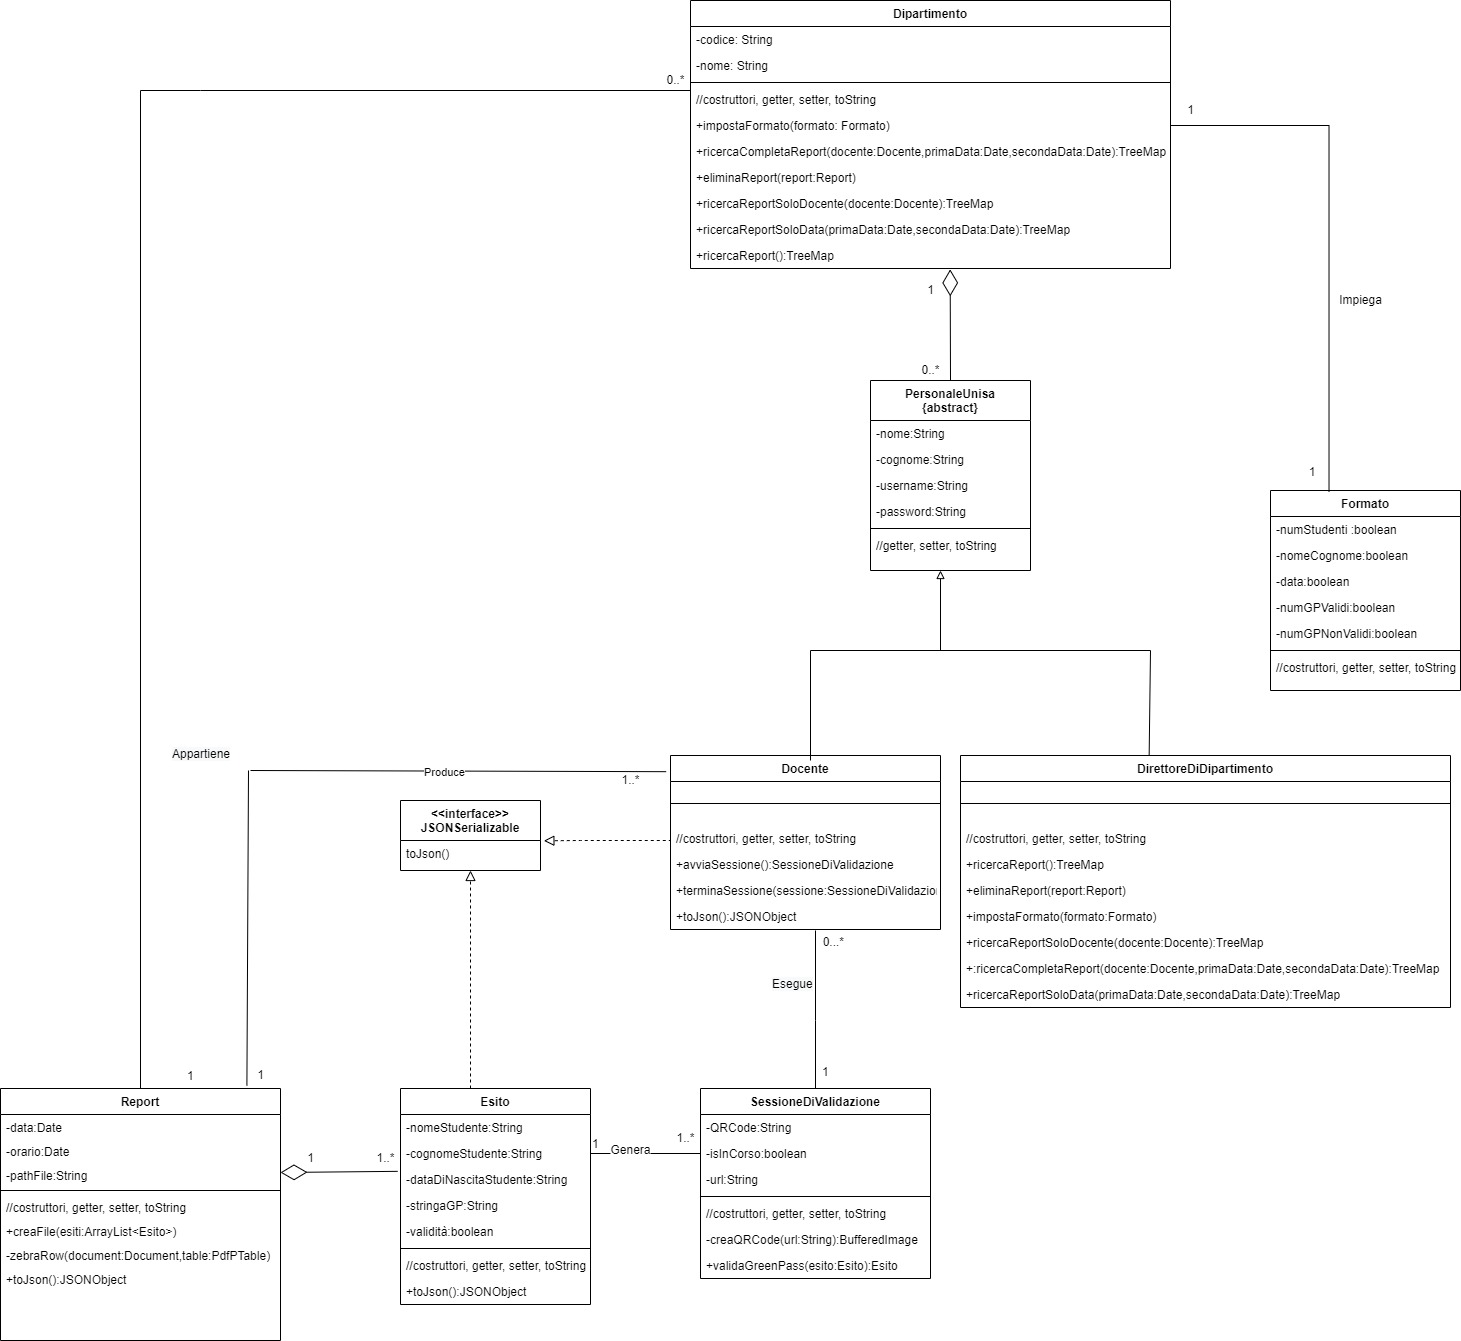 Dipartimento
-codice: String
-nome: String
//costruttori, getter, setter, toString
+impostaFormato(formato: Formato)
+ricercaCompletaReport(docente:Docente,primaData:Date,secondaData:Date):TreeMap
+eliminaReport(report:Report)
+ricercaReportSoloDocente(docente:Docente):TreeMap
+ricercaReportSoloData(primaData:Date,secondaData:Date):TreeMap
+ricercaReport():TreeMap
0..*
1
Impiega
1
1
0..*
PersonaleUnisa
{abstract}
-nome:String
-cognome:String
-username:String
-password:String
//getter, setter, toString
Formato
-numStudenti :boolean
-nomeCognome:boolean
-data:boolean
-numGPValidi:boolean
-numGPNonValidi:boolean
//costruttori, getter, setter, toString
Appartiene
Produce
1..*
<<interface>>
JSONSerializable
toJson()
Docente
//costruttori, getter, setter, toString
+avviaSessione():SessioneDiValidazione
+terminaSessione(sessione:SessioneDiValidazio
+toJson():JSONObject
DirettoreDiDipartimento
//costruttori, getter, setter, toString
+ricercaReport():TreeMap
+eliminaReport(report:Report)
+impostaFormato(formato:Formato)
+ricercaReportSoloDocente(docente:Docente):TreeMap
+:ricercaCompletaReport(docente:Docente,primaData:Date,secondaData:Date):TreeMap
+ricercaReportSoloData(primaData:Date,secondaData:Date):TreeMap
0...*
Esegue
1
1
1
Report
-data:Date
-orario:Date
-pathFile:String
//costruttori, getter, setter, toString
+creaFile(esiti:ArrayList<Esito>)
-zebraRow(document:Document,table:PdfPTable)
+toJson():JSONObject
1
1..*
Esito
-nomeStudente:String
-cognomeStudente:String
-dataDiNascitaStudente:String
-stringaGP:String
-validità:boolean
//costruttori, getter, setter, toString
+toJson():JSONObject
1
Genera
1..*
SessioneDiValidazione
-QRCode:String
-isInCorso:boolean
-url:String
//costruttori, getter, setter, toString
-creaQRCode(url:String):BufferedImage
+validaGreenPass(esito:Esito):Esito